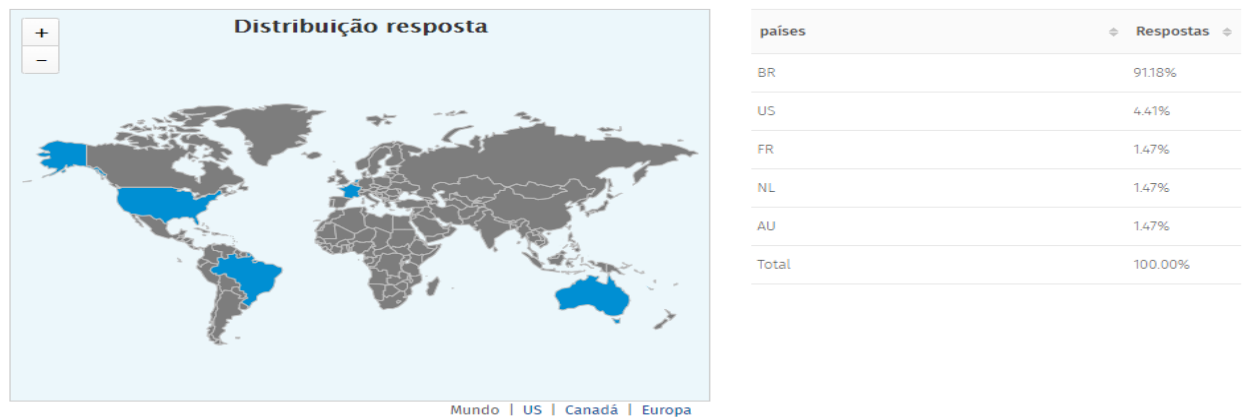 +
−
Distribuição resposta
Mundo | US | Canadá | Europa
países Respostas
BR 91.18%
US 4.41%
FR 1.47%
NL 1.47%
AU 1.47%
Total 100.00%